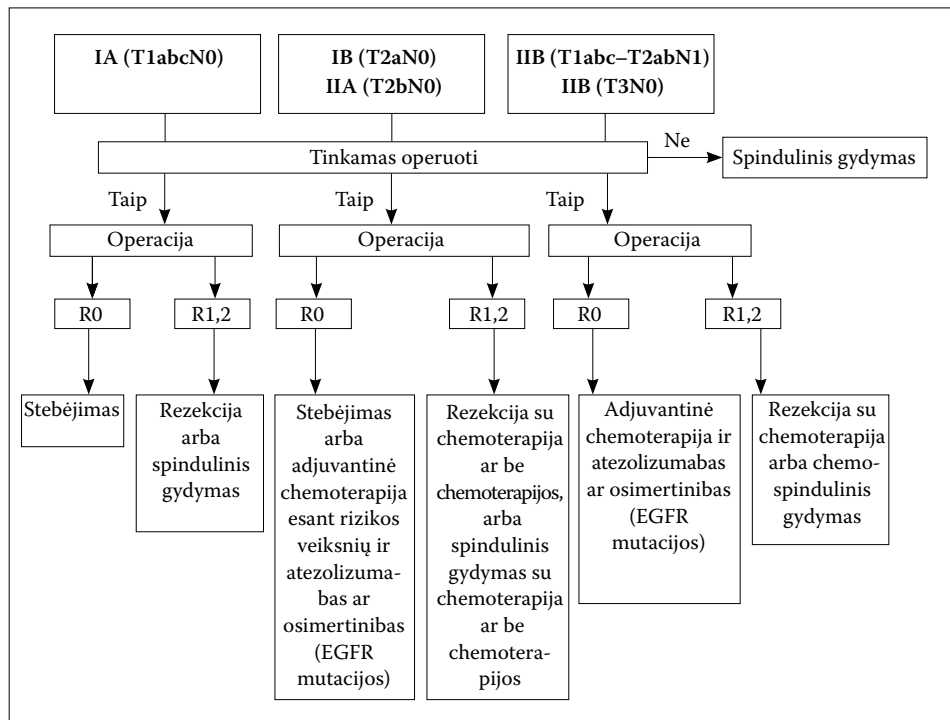 IA (T1abcN0)
IB (T2aN0)
IIA (T2bN0)
IIB (T1abc–T2abN1)
IIB (T3N0)
Tinkamas operuoti
Ne
Spindulinis gydymas
Taip
Taip
Taip
Operacija
Operacija
Operacija
R0
R1,2
R0
R1,2
R0
R1,2
Stebėjimas
Rezekcija
arba
spindulinis
gydymas
Stebėjimas
arba
adjuvantinė
chemoterapija
esant rizikos
veiksnių ir
atezolizuma-
bas ar
osimertinibas
(EGFR
mutacijos)
Rezekcija su
chemoterapija
ar be
chemoterapijos,
arba
spindulinis
gydymas su
chemoterapija
ar be
chemotera-
pijos
Adjuvantinė
chemoterapija ir
atezolizumabas
ar osimertinibas
(EGFR
mutacijos)
Rezekcija su
chemoterapija
arba chemo-
spindulinis
gydymas